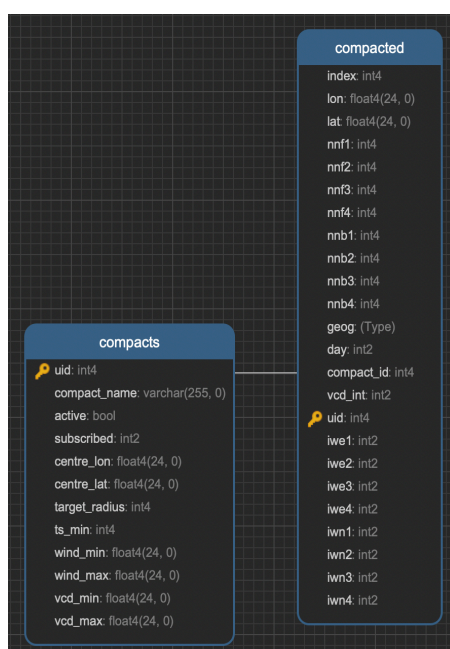 compacted
index: int4
lon: float4(24, 0)
lat: float4(24, 0)
nnf1: int4
nnf2: int4
nnf3: int4
nnf4: int4
nnb1: int4
nnb2: int4
nnb3: int4
nnb4: int4
geog: (Type)
day: int2
compact_id: int4
vcd_int: int2
uid: int4
iwe1: int2
iwe2: int2
iwe3: int2
iwe4: int2
iwn1: int2
iwn2: int2
iwn3: int2
iwn4: int2
compacts
uid: int4
compact_name: varchar(255, 0)
active: bool
subscribed: int2
centre_lon: float4(24, 0)
centre_lat: float4(24, 0)
target_radius: int4
ts_min: int4
wind_min: float4(24, 0)
wind_max: float4(24, 0)
vcd_min: float4(24, 0)
vcd_max: float4(24, 0)